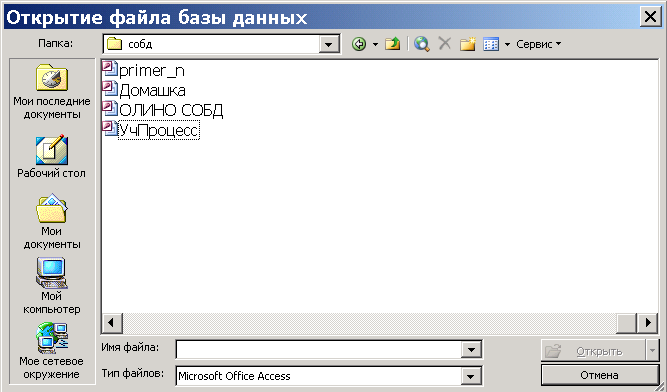 Открытие файла базы данных
Папка: собд Сервис
primer_n
Домашка
ОЛИНО СОБД
УчПроцесс
Мои последние
документы
Рабочий стол
Мои
документы
Мой
компьютер
Мое сетевое
окружение
Имя файла:
Открыть
Тип файлов: Microsoft Office Access
Отмена